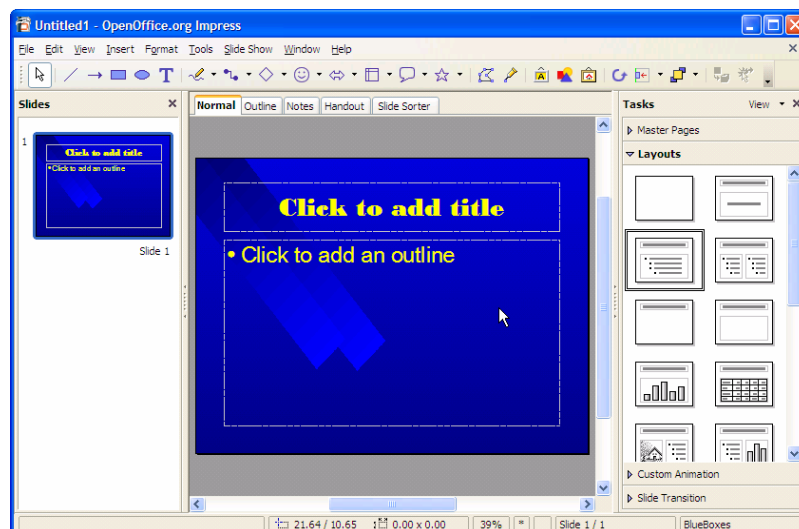 Untitled1 - OpenOffice.org Impress
File Edit View Insert Format Tools Slide Show Window Help
Slides
Normal Outline Notes Handout Slide Sorter
Tasks View
1
Click to add title
•Click to add an outline
Slide 1
Click to add title
• Click to add an outline
Master Pages
Layouts
Custom Animation
Slide Transition
21.64 / 10.65 0.00 x 0.00 39% * Slide 1 / 1 BlueBoxes